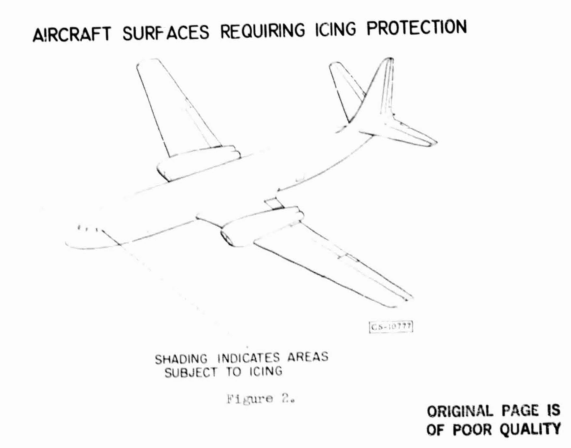 AIRCRAFT SURFACES REQUIRING ICING PROTECTION
CS-10777
SHADING INDICATES AREAS
SUBJECT TO ICING
Figure 2.
ORIGINAL PAGE IS
OF POOR QUALITY